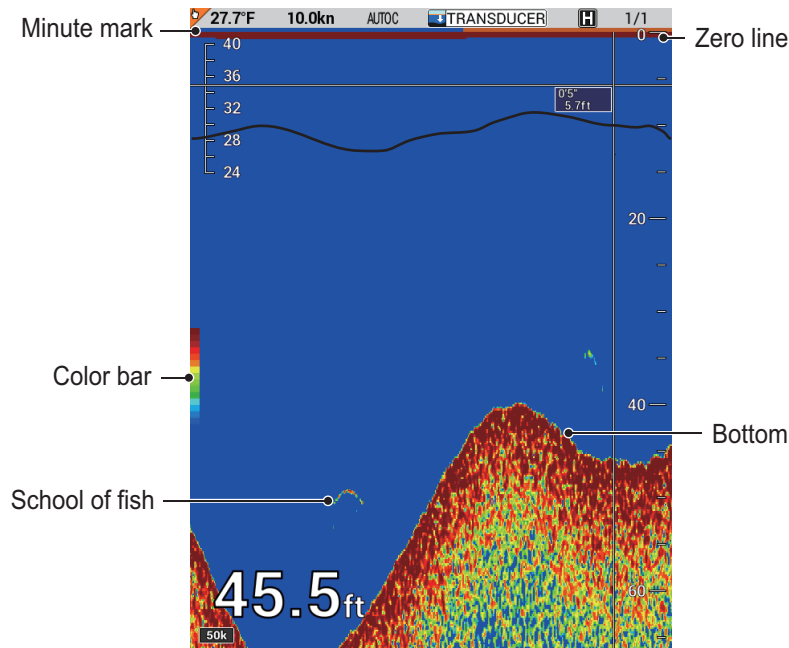 27.7°F 10.0kn AUTOC TRANSDUCER H 1/1
Minute mark
Zero line
0
40
36
0'5"
5.7ft
32
28
24
20
Color bar
40
Bottom
School of fish
45.5ft
60
50k